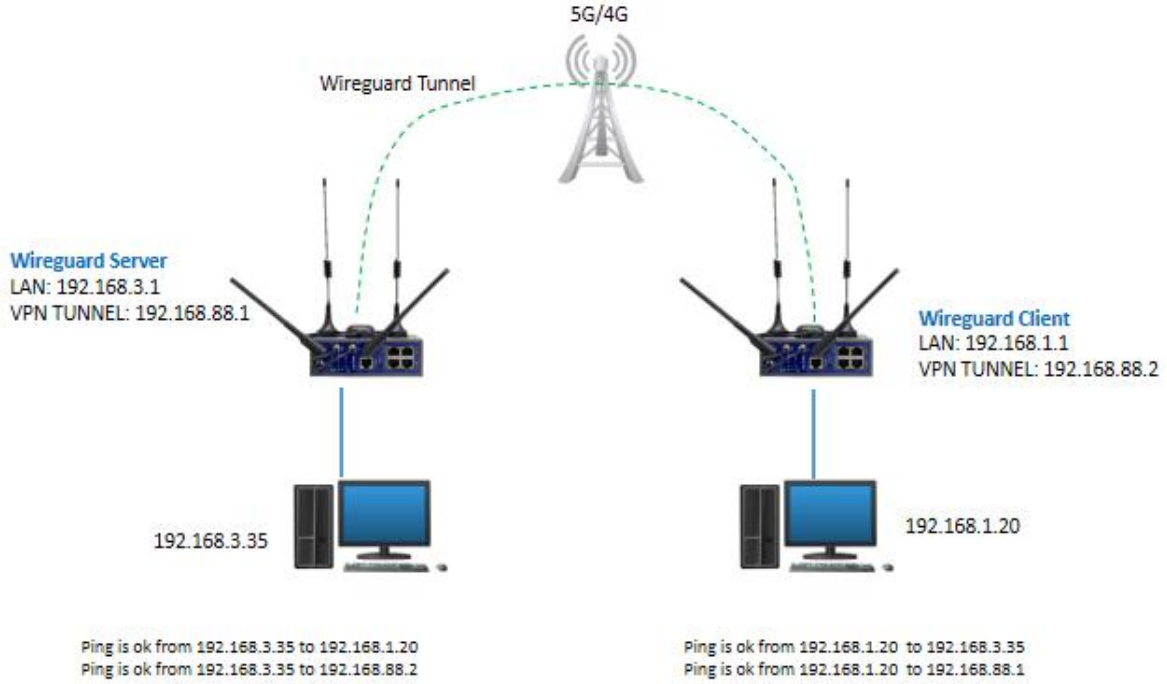 5G/4G
Wireguard Tunnel
Wireguard Server
LAN: 192.168.3.1
VPN TUNNEL: 192.168.88.1
Wireguard Client
LAN: 192.168.1.1
VPN TUNNEL: 192.168.88.2
192.168.3.35
192.168.1.20
Ping is ok from 192.168.3.35 to 192.168.1.20
Ping is ok from 192.168.3.35 to 192.168.88.2
Ping is ok from 192.168.1.20 to 192.168.3.35
Ping is ok from 192.168.1.20 to 192.168.88.1